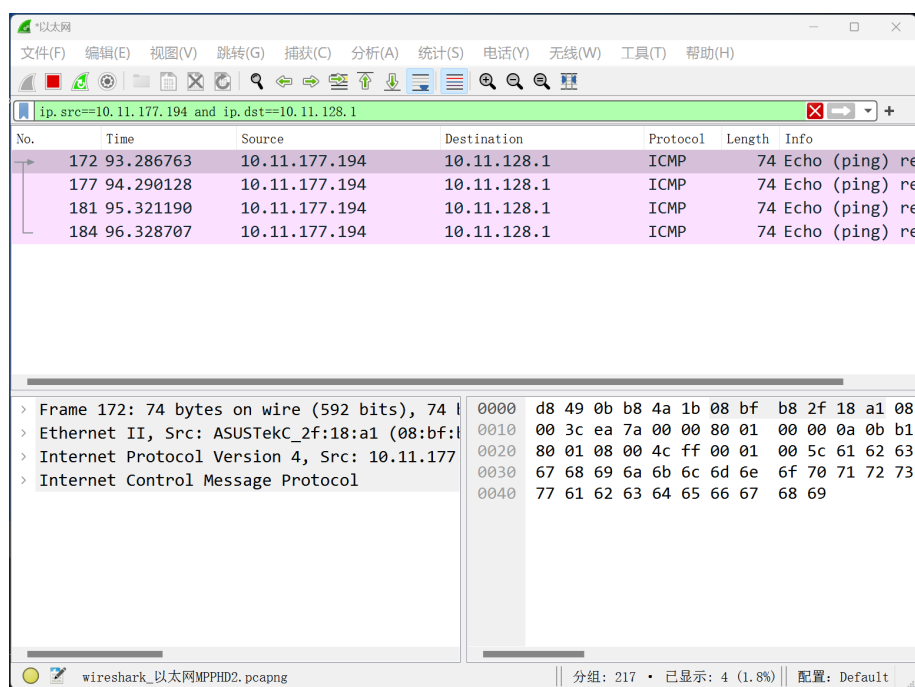 *以太网
文件(F) 编辑(E) 视图(V) 跳转(G) 捕获(C) 分析(A) 统计(S) 电话(Y) 无线(W) 工具(T) 帮助(H)
ip.src==10.11.177.194 and ip.dst==10.11.128.1
No. Time Source Destination Protocol Length Info
172 93.286763 10.11.177.194 10.11.128.1 ICMP 74 Echo (ping) re
177 94.290128 10.11.177.194 10.11.128.1 ICMP 74 Echo (ping) re
181 95.321190 10.11.177.194 10.11.128.1 ICMP 74 Echo (ping) re
184 96.328707 10.11.177.194 10.11.128.1 ICMP 74 Echo (ping) re
Frame 172: 74 bytes on wire (592 bits), 74 b
Ethernet II, Src: ASUSTekC_2f:18:a1 (08:bf:b
Internet Protocol Version 4, Src: 10.11.177
Internet Control Message Protocol
0000 d8 49 0b b8 4a 1b 08 bf b8 2f 18 a1 08
0010 00 3c ea 7a 00 00 80 01 00 00 0a 0b b1
0020 80 01 08 00 4c ff 00 01 00 5c 61 62 63
0030 67 68 69 6a 6b 6c 6d 6e 6f 70 71 72 73
0040 77 61 62 63 64 65 66 67 68 69
wireshark_以太网MPPHD2.pcapng 分组: 217 • 已显示: 4 (1.8%) 配置: Default